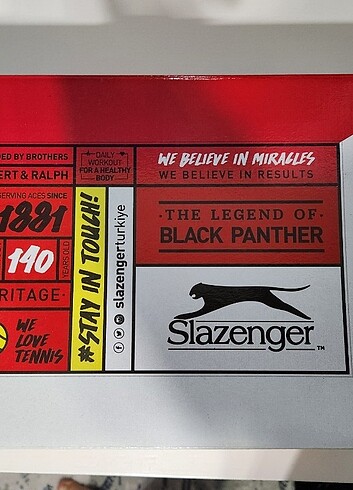 DED BY BROTHERS
ERT & RALPH
SERVING ACES SINCE
1881
140
YEARS OLD
RITAGE·
WE
LOVE
TENNIS
DAILY
WORKOUT
FOR A HEALTHY
BODY
#STAY IN TOUCH!
slazengerturkiye
WE BELIEVE IN MIRACLES
WE BELIEVE IN RESULTS
·THE LEGEND OF·
BLACK PANTHER
Slazenger
™